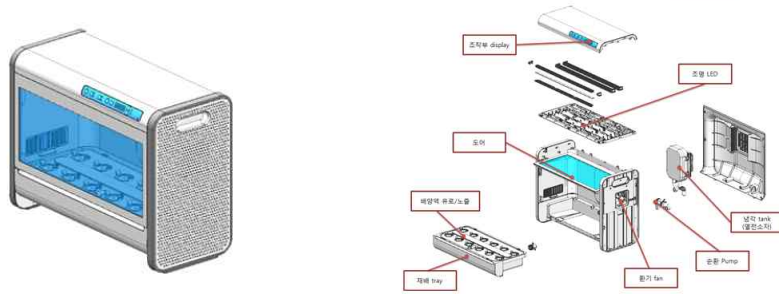 조작부 display
조명 LED
도어
배양액 유로/노즐
냉각 tank
(열전소자)
순환 Pump
환기 fan
재배 tray